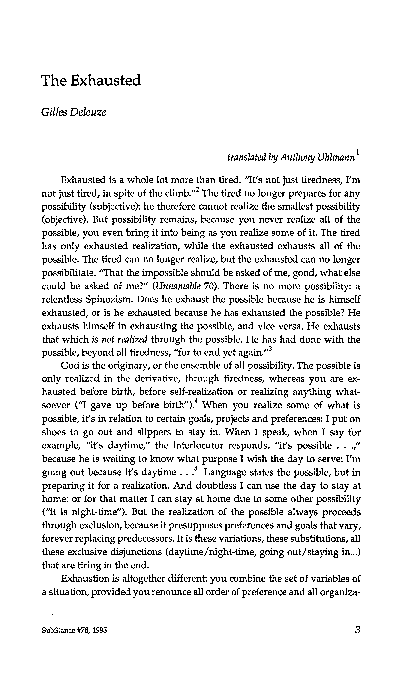 The Exhausted
Gilles Deleuze
translated by Anthony Uhlmann1
Exhausted is a whole lot more than tired. "It's not just tiredness, I'm
not just tired, in spite of the climb."2 The tired no longer prepares for any
possibility (subjective): he therefore cannot realize the smallest possibility
(objective). But possibility remains, because you never realize all of the
possible, you even bring it into being as you realize some of it. The tired
has only exhausted realization, while the exhausted exhausts all of the
possible. The tired can no longer realize, but the exhausted can no longer
possibilitate. "That the impossible should be asked of me, good, what else
could be asked of me?" (Unnamable 70). There is no more possibility: a
relentless Spinozism. Does he exhaust the possible because he is himself
exhausted, or is he exhausted because he has exhausted the possible? He
exhausts himself in exhausting the possible, and vice versa. He exhausts
that which is not realized through the possible. He has had done with the
possible, beyond all tiredness, "for to end yet again."3
God is the originary, or the ensemble of all possibility. The possible is
only realized in the derivative, through tiredness, whereas you are ex-
hausted before birth, before self-realization or realizing anything what-
soever ("I gave up before birth").4 When you realize some of what is
possible, it's in relation to certain goals, projects and preferences: I put on
shoes to go out and slippers to stay in. When I speak, when I say for
example, "it's daytime," the interlocutor responds, "it's possible . . .,"
because he is waiting to know what purpose I wish the day to serve: I'm
going out because it's daytime . . .5 Language states the possible, but in
preparing it for a realization. And doubtless I can use the day to stay at
home: or for that matter I can stay at home due to some other possibility
("it is night-time"). But the realization of the possible always proceeds
through exclusion, because it presupposes preferences and goals that vary,
forever replacing predecessors. It is these variations, these substitutions, all
these exclusive disjunctions (daytime/night-time, going out/staying in...)
that are tiring in the end.
Exhaustion is altogether different: you combine the set of variables of
a situation, provided you renounce all order of preference and all organiza-
SubStance #78, 1995 3